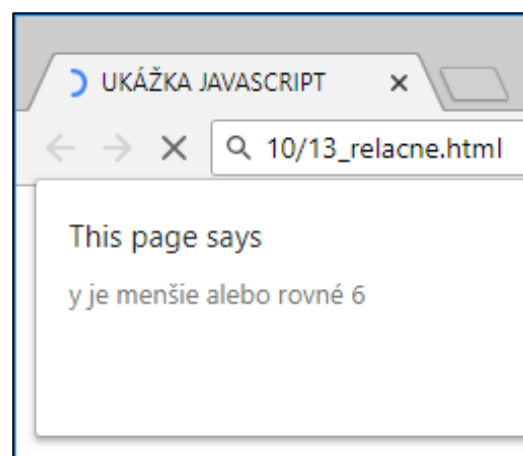 UKÁŽKA JAVASCRIPT
10/13_relacne.html
This page says
y je menšie alebo rovné 6